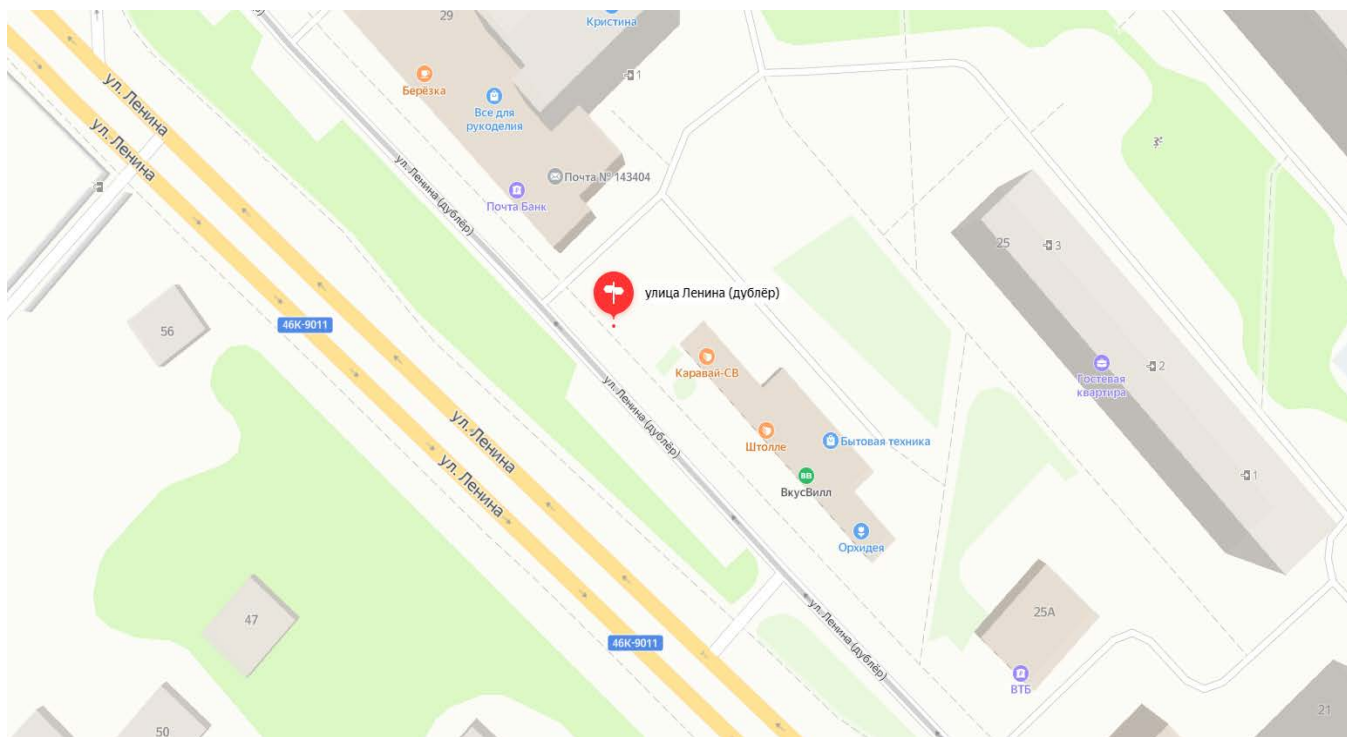 29
Кристина
1
Берёзка
Все для
рукоделия
ул. Ленина
ул. Ленина
ул. Ленина (дублёр)
Почта № 143404
Почта Банк
25
3
улица Ленина (дублёр)
46К-9011
56
Каравай-СВ
2
Гостевая
квартира
ул. Ленина (дублёр)
ул. Ленина
Штолле
Бытовая техника
ул. Ленина
ВВ
ВкусВилл
1
Орхидея
47
ул. Ленина (дублёр)
25А
46К-9011
ВТБ
50
21